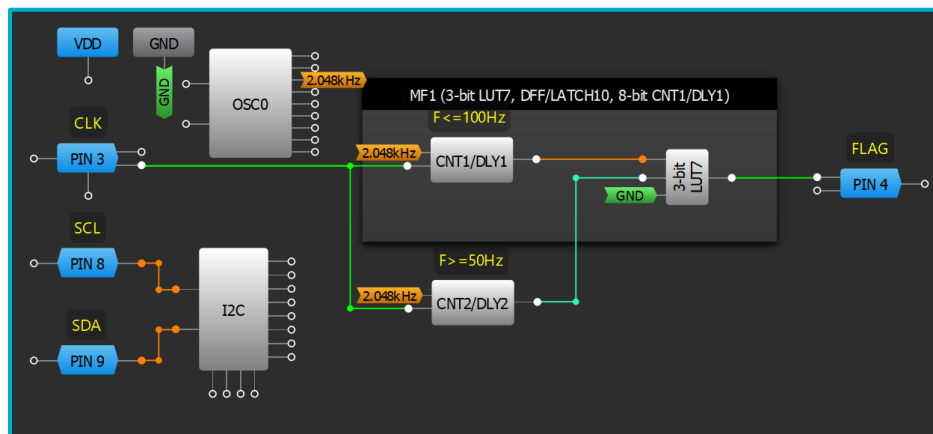 VDD
GND
GND
OSC0
2.048kHz
MF1 (3-bit LUT7, DFF/LATCH10, 8-bit CNT1/DLY1)
F<=100Hz
CLK
PIN 3
2.048kHz
CNT1/DLY1
3-bit
LUT7
GND
FLAG
PIN 4
SCL
PIN 8
F>=50Hz
2.048kHz
CNT2/DLY2
I2C
SDA
PIN 9